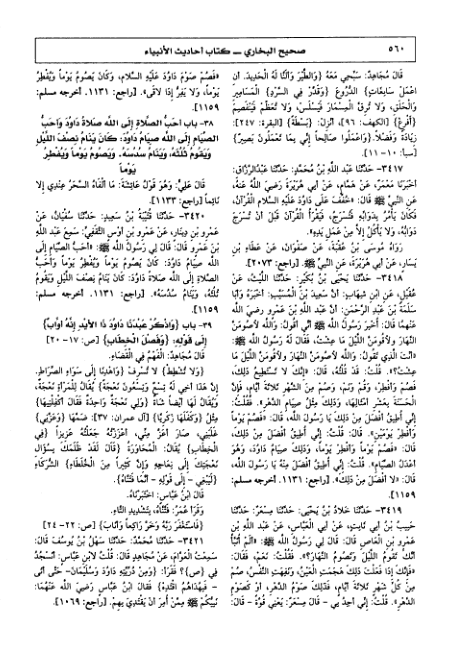 ٥٦٠
صحيح البخاري ــ كتاب أحاديث الأنبياء
قَالَ مُجَاهِدٌ: سَبِّحِي مَعَهُ {وَالطَّيْرَ وَأَلَنَّا لَهُ الْحَدِيدَ. أَنِ
اعْمَلْ سَابِغَاتٍ} الدُّرُوعَ {وَقَدِّرْ فِي السَّرْدِ} الْمَسَامِيرِ
وَالْحَلَقِ، وَلَا تُرِقَّ الْمِسْمَارَ فَيَسْلَسَ، وَلَا تُعَظِّمْ فَيَنْفَصِمَ
{أَفْرِغْ} [الكهف: ٩٦]. أَنْزِلْ. {بَسْطَةً} [البقرة: ٢٤٧]:
زِيَادَةً وَفَضْلًا. {وَاعْمَلُوا صَالِحاً إِنِّي بِمَا تَعْمَلُونَ بَصِيرٌ}
[سبأ: ١٠-١١].
٣٤١٧- حَدَّثَنَا عَبْدُ اللَّهِ بْنُ مُحَمَّدٍ: حَدَّثَنَا عَبْدُالرَّزَّاقِ:
أَخْبَرَنَا مَعْمَرٌ، عَنْ هَمَّامٍ، عَنْ أَبِي هُرَيْرَةَ رَضِيَ اللَّهُ عَنْهُ،
عَنِ النَّبِيِّ ﷺ قَالَ: «خُفِّفَ عَلَى دَاوُدَ عَلَيْهِ السَّلَام الْقُرْآنُ،
فَكَانَ يَأْمُرُ بِدَوَابِّهِ فَتُسْرَجُ، فَيَقْرَأُ الْقُرْآنَ قَبْلَ أَنْ تُسْرَجَ
دَوَابُّهُ، وَلَا يَأْكُلُ إِلَّا مِنْ عَمَلِ يَدِهِ».
رَوَاهُ مُوسَى بْنُ عُقْبَةَ، عَنْ صَفْوَانَ، عَنْ عَطَاءِ بْنِ
يَسَارٍ، عَنْ أَبِي هُرَيْرَةَ، عَنِ النَّبِيِّ ﷺ. [راجع: ٢٠٧٣].
٣٤١٨- حَدَّثَنَا يَحْيَى بْنُ بُكَيْرٍ: حَدَّثَنَا اللَّيْثُ، عَنْ
عُقَيْلٍ، عَنِ ابْنِ شِهَابٍ: أَنَّ سَعِيدَ بْنَ الْمُسَيَّبِ: أَخْبَرَهُ وَأَبَا
سَلَمَةَ بْنَ عَبْدِ الرَّحْمَنِ: أَنَّ عَبْدَ اللَّهِ بْنَ عَمْرٍو رَضِيَ اللَّهُ
عَنْهُمَا قَالَ: أُخْبِرَ رَسُولُ اللَّهِ ﷺ أَنِّي أَقُولُ: وَاللَّهِ لَأَصُومَنَّ
النَّهَارَ وَلَأَقُومَنَّ اللَّيْلَ مَا عِشْتُ، فَقَالَ لَهُ رَسُولُ اللَّهِ ﷺ:
«أَنْتَ الَّذِي تَقُولُ: وَاللَّهِ لَأَصُومَنَّ النَّهَارَ وَلَأَقُومَنَّ اللَّيْلَ مَا
عِشْتُ؟». قُلْتُ: قَدْ قُلْتُهُ، قَالَ: «إِنَّكَ لَا تَسْتَطِيعُ ذَلِكَ،
فَصُمْ وَأَفْطِرْ، وَقُمْ وَنَمْ، وَصُمْ مِنَ الشَّهْرِ ثَلَاثَةَ أَيَّامٍ، فَإِنَّ
الْحَسَنَةَ بِعَشْرِ أَمْثَالِهَا، وَذَلِكَ مِثْلُ صِيَامِ الدَّهْرِ». فَقُلْتُ:
إِنِّي أُطِيقُ أَفْضَلَ مِنْ ذَلِكَ يَا رَسُولَ اللَّهِ، قَالَ: «فَصُمْ يَوْماً
وَأَفْطِرْ يَوْمَيْنِ». قَالَ: قُلْتُ: إِنِّي أُطِيقُ أَفْضَلَ مِنْ ذَلِكَ،
قَالَ: «فَصُمْ يَوْماً وَأَفْطِرْ يَوْماً، وَذَلِكَ صِيَامُ دَاوُدَ، وَهُوَ
أَعْدَلُ الصِّيَامِ». قُلْتُ: إِنِّي أُطِيقُ أَفْضَلَ مِنْهُ يَا رَسُولَ اللَّهِ،
قَالَ: «لَا أَفْضَلَ مِنْ ذَلِكَ». [راجع: ١١٣١. أخرجه مسلم:
١١٥٩].
٣٤١٩- حَدَّثَنَا خَلَّادُ بْنُ يَحْيَى: حَدَّثَنَا مِسْعَرٌ: حَدَّثَنَا
حَبِيبُ بْنُ أَبِي ثَابِتٍ، عَنْ أَبِي الْعَبَّاسِ، عَنْ عَبْدِ اللَّهِ بْنِ
عَمْرِو بْنِ الْعَاصِ قَالَ: قَالَ لِي رَسُولُ اللَّهِ ﷺ: «أَلَمْ أُنَبَّأْ
أَنَّكَ تَقُومُ اللَّيْلَ وَتَصُومُ النَّهَارَ؟». فَقُلْتُ: نَعَمْ، فَقَالَ:
«فَإِنَّكَ إِذَا فَعَلْتَ ذَلِكَ هَجَمَتِ الْعَيْنُ، وَنَفِهَتِ النَّفْسُ، صُمْ
مِنْ كُلِّ شَهْرٍ ثَلَاثَةَ أَيَّامٍ، فَذَلِكَ صَوْمُ الدَّهْرِ، أَوْ كَصَوْمِ
الدَّهْرِ». قُلْتُ: إِنِّي أَجِدُ بِي - قَالَ مِسْعَرٌ: يَعْنِي قُوَّةً - قَالَ:
«فَصُمْ صَوْمَ دَاوُدَ عَلَيْهِ السَّلَام، وَكَانَ يَصُومُ يَوْماً وَيُفْطِرُ
يَوْماً، وَلَا يَفِرُّ إِذَا لَاقَى». [راجع: ١١٣١. أخرجه مسلم:
١١٥٩].
٣٨- باب أَحَبُّ الصَّلَاةِ إِلَى اللَّهِ صَلَاةُ دَاوُدَ وَأَحَبُّ
الصِّيَامِ إِلَى اللَّهِ صِيَامُ دَاوُدَ: كَانَ يَنَامُ نِصْفَ اللَّيْلِ
وَيَقُومُ ثُلُثَهُ، وَيَنَامُ سُدُسَهُ. وَيَصُومُ يَوْماً وَيُفْطِرُ
يَوْماً
قَالَ عَلِيٌّ: وَهُوَ قَوْلُ عَائِشَةَ: مَا أَلْفَاهُ السَّحَرُ عِنْدِي إِلَّا
نَائِماً [راجع: ١١٣٣].
٣٤٢٠- حَدَّثَنَا قُتَيْبَةُ بْنُ سَعِيدٍ: حَدَّثَنَا سُفْيَانُ، عَنْ
عَمْرِو بْنِ دِينَارٍ، عَنْ عَمْرِو بْنِ أَوْسٍ الثَّقَفِيِّ: سَمِعَ عَبْدَ اللَّهِ
بْنَ عَمْرٍو قَالَ: قَالَ لِي رَسُولُ اللَّهِ ﷺ: «أَحَبُّ الصِّيَامِ إِلَى
اللَّهِ صِيَامُ دَاوُدَ: كَانَ يَصُومُ يَوْماً وَيُفْطِرُ يَوْماً وَأَحَبُّ
الصَّلَاةِ إِلَى اللَّهِ صَلَاةُ دَاوُدَ: كَانَ يَنَامُ نِصْفَ اللَّيْلِ وَيَقُومُ
ثُلُثَهُ، وَيَنَامُ سُدُسَهُ». [راجع: ١١٣١. أخرجه مسلم:
١١٥٩].
٣٩- باب {وَاذْكُرْ عَبْدَنَا دَاوُدَ ذَا الْأَيْدِ إِنَّهُ أَوَّابٌ}
إِلَى قَوْلِهِ: {وَفَصْلَ الْخِطَابِ} [ص: ١٧-٢٠]
قَالَ مُجَاهِدٌ: الْفَهْمُ فِي الْقَضَاءِ.
{وَلَا تُشْطِطْ} لَا تُسْرِفْ {وَاهْدِنَا إِلَى سَوَاءِ الصِّرَاطِ.
إِنَّ هَذَا أَخِي لَهُ تِسْعٌ وَتِسْعُونَ نَعْجَةً} يُقَالُ لِلْمَرْأَةِ نَعْجَةٌ،
وَيُقَالُ لَهَا أَيْضاً شَاةٌ {وَلِيَ نَعْجَةٌ وَاحِدَةٌ فَقَالَ أَكْفِلْنِيهَا}
مِثْلُ {وَكَفَلَهَا زَكَرِيَّا} [آل عمران: ٣٧]: ضَمَّهَا {وَعَزَّنِي}
غَلَبَنِي، صَارَ أَعَزَّ مِنِّي، أَعْزَزْتُهُ جَعَلْتُهُ عَزِيزاً {فِي
الْخِطَابِ} يُقَالُ: الْمُحَاوَرَةُ {قَالَ لَقَدْ ظَلَمَكَ بِسُؤَالِ
نَعْجَتِكَ إِلَى نِعَاجِهِ وَإِنَّ كَثِيراً مِنَ الْخُلَطَاءِ} الشُّرَكَاءِ
{لَيَبْغِي - إِلَى قَوْلِهِ - أَنَّمَا فَتَنَّاهُ}.
قَالَ ابْنُ عَبَّاسٍ: اخْتَبَرْنَاهُ.
وَقَرَأَ عُمَرُ: فَتَّنَّاهُ، بِتَشْدِيدِ التَّاءِ.
{فَاسْتَغْفَرَ رَبَّهُ وَخَرَّ رَاكِعاً وَأَنَابَ} [ص: ٢٢-٢٤]
٣٤٢١- حَدَّثَنَا مُحَمَّدٌ: حَدَّثَنَا سَهْلُ بْنُ يُوسُفَ قَالَ:
سَمِعْتُ الْعَوَّامَ، عَنْ مُجَاهِدٍ قَالَ: قُلْتُ لِابْنِ عَبَّاسٍ: أَنَسْجُدُ
فِي {ص}؟ فَقَرَأَ: {وَمِنْ ذُرِّيَّتِهِ دَاوُدَ وَسُلَيْمَانَ- حَتَّى أَتَى
- فَبِهُدَاهُمُ اقْتَدِهْ} فَقَالَ ابْنُ عَبَّاسٍ رَضِيَ اللَّهُ عَنْهُمَا:
نَبِيُّكُمْ ﷺ مِمَّنْ أُمِرَ أَنْ يَقْتَدِيَ بِهِمْ. [راجع: ١٠٦٩].